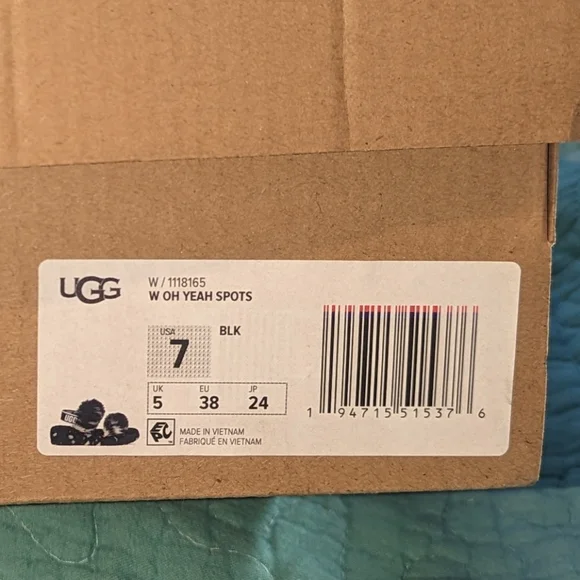 UGG
W / 1118165
W OH YEAH SPOTS
USA
7
BLK
UK EU JP
5 38 24
MADE IN VIETNAM
FABRIQUÉ EN VIETNAM
UGG
1 94715 51537 6